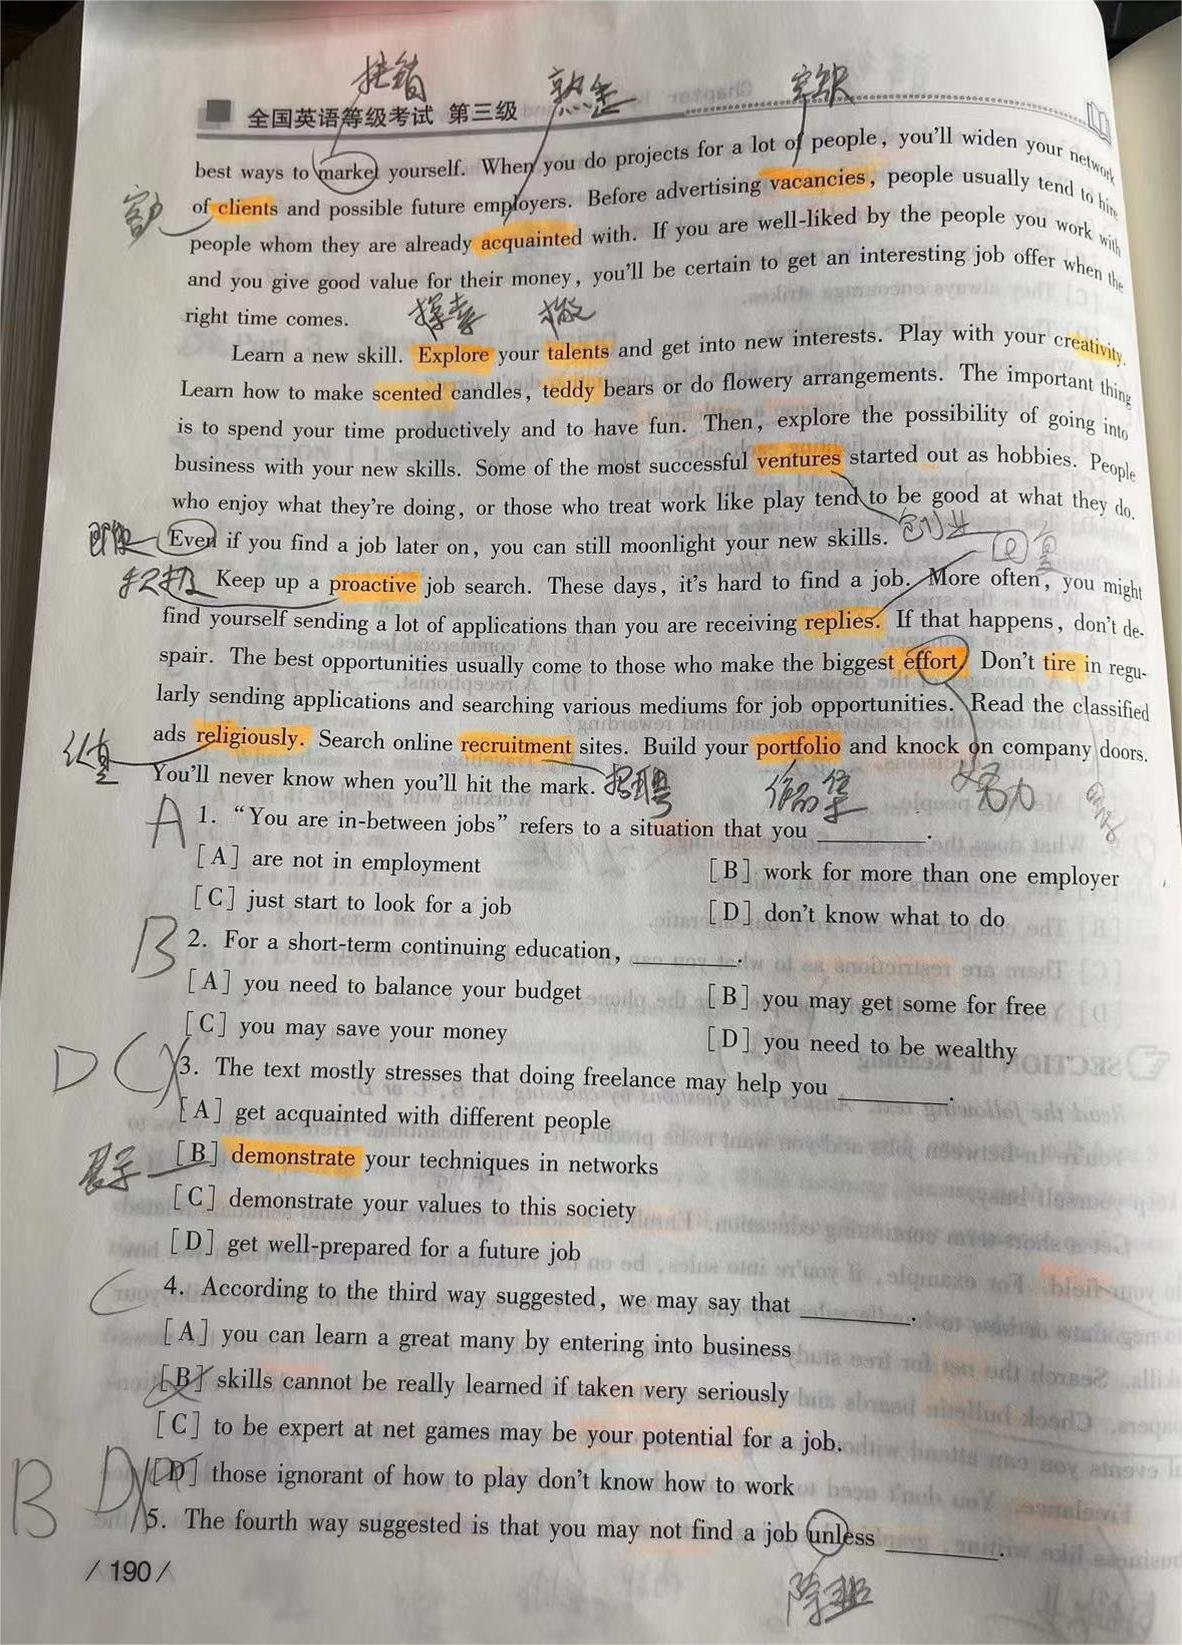 推销 熟悉 空缺
全国英语等级考试 第三级
best ways to market yourself. When you do projects for a lot of people, you'll widen your network
客户 of clients and possible future employers. Before advertising vacancies, people usually tend to hire
people whom they are already acquainted with. If you are well-liked by the people you work with
and you give good value for their money, you'll be certain to get an interesting job offer when the
right time comes.
探索
Learn a new skill. Explore your talents and get into new interests. Play with your creativity.
Learn how to make scented candles, teddy bears or do flowery arrangements. The important thing
is to spend your time productively and to have fun. Then, explore the possibility of going into
business with your new skills. Some of the most successful ventures started out as hobbies. People
who enjoy what they're doing, or those who treat work like play tend to be good at what they do.
即使 Even if you find a job later on, you can still moonlight your new skills. 创业 回复
积极 Keep up a proactive job search. These days, it's hard to find a job. More often, you might
find yourself sending a lot of applications than you are receiving replies. If that happens, don't de-
spair. The best opportunities usually come to those who make the biggest effort. Don't tire in regu-
larly sending applications and searching various mediums for job opportunities. Read the classified
ads religiously. Search online recruitment sites. Build your portfolio and knock on company doors.
认真 You'll never know when you'll hit the mark. 招聘 作品集 努力
A 1. "You are in-between jobs" refers to a situation that you ________.
[A] are not in employment
[B] work for more than one employer
[C] just start to look for a job
[D] don't know what to do
B 2. For a short-term continuing education, ________.
[A] you need to balance your budget
[B] you may get some for free
[C] you may save your money
[D] you need to be wealthy
D C 3. The text mostly stresses that doing freelance may help you ________.
[A] get acquainted with different people
展示 [B] demonstrate your techniques in networks
[C] demonstrate your values to this society
[D] get well-prepared for a future job
C 4. According to the third way suggested, we may say that ________.
[A] you can learn a great many by entering into business
[B] skills cannot be really learned if taken very seriously
[C] to be expert at net games may be your potential for a job.
[D] those ignorant of how to play don't know how to work
B D 5. The fourth way suggested is that you may not find a job unless ________.
/ 190 /
除非